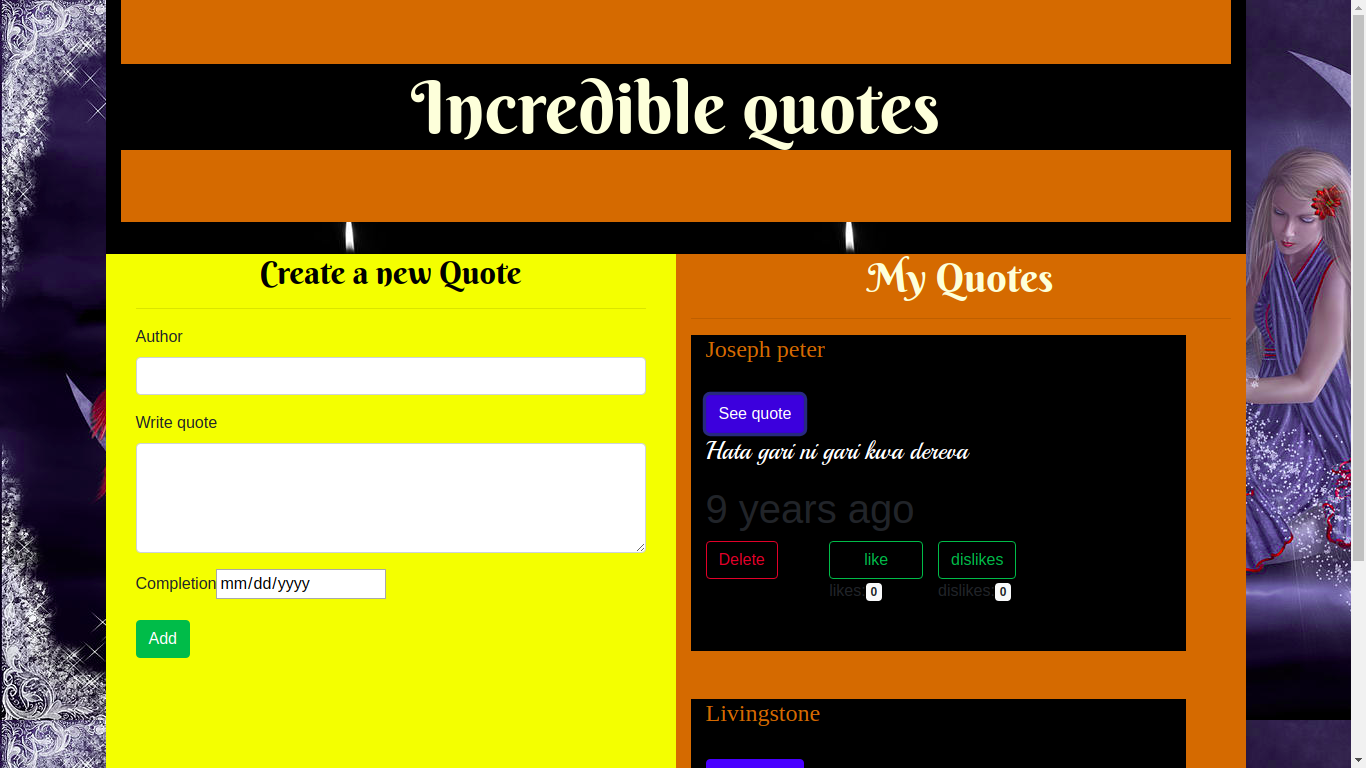 Incredible quotes
Create a new Quote
Author
Write quote
Completion mm/dd/yyyy
Add
My Quotes
Joseph peter
See quote
Hata gari ni gari kwa dereva
9 years ago
Delete like dislikes
likes:0 dislikes:0
Livingstone